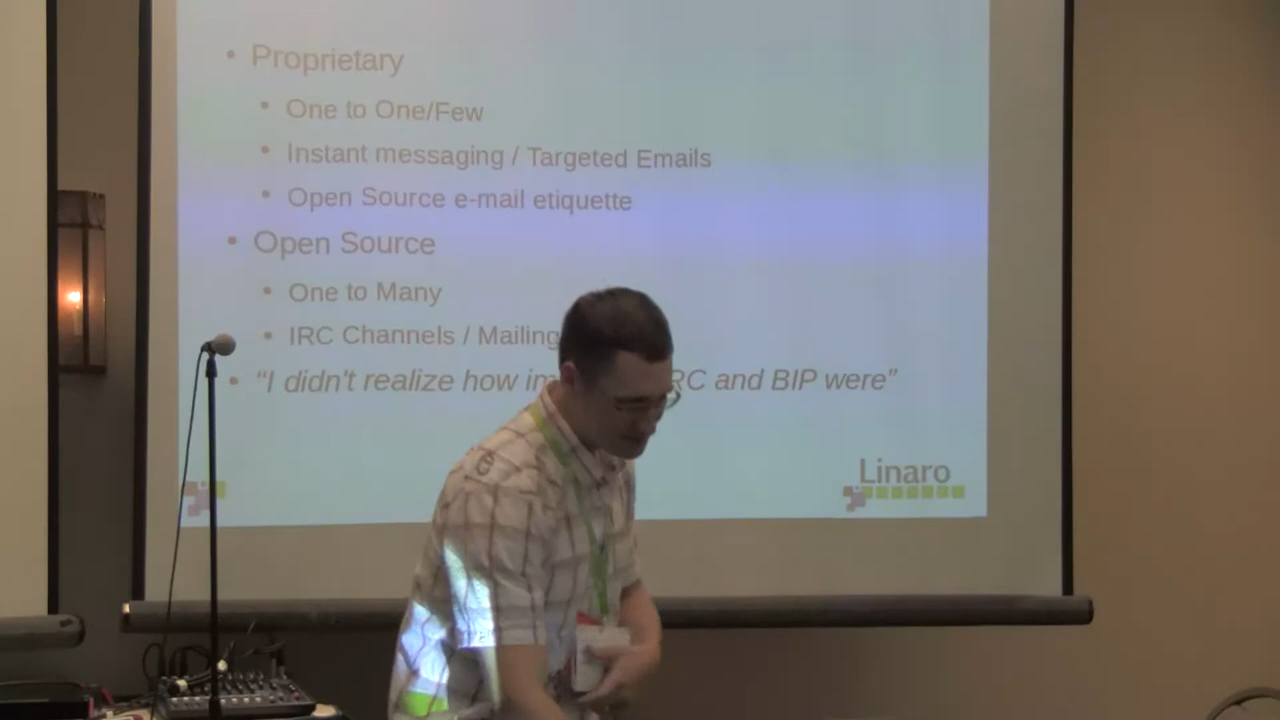 • Proprietary
• One to One/Few
• Instant messaging / Targeted Emails
• Open Source e-mail etiquette
• Open Source
• One to Many
• IRC Channels / Mailing
• “I didn't realize how im RC and BIP were”
Linaro